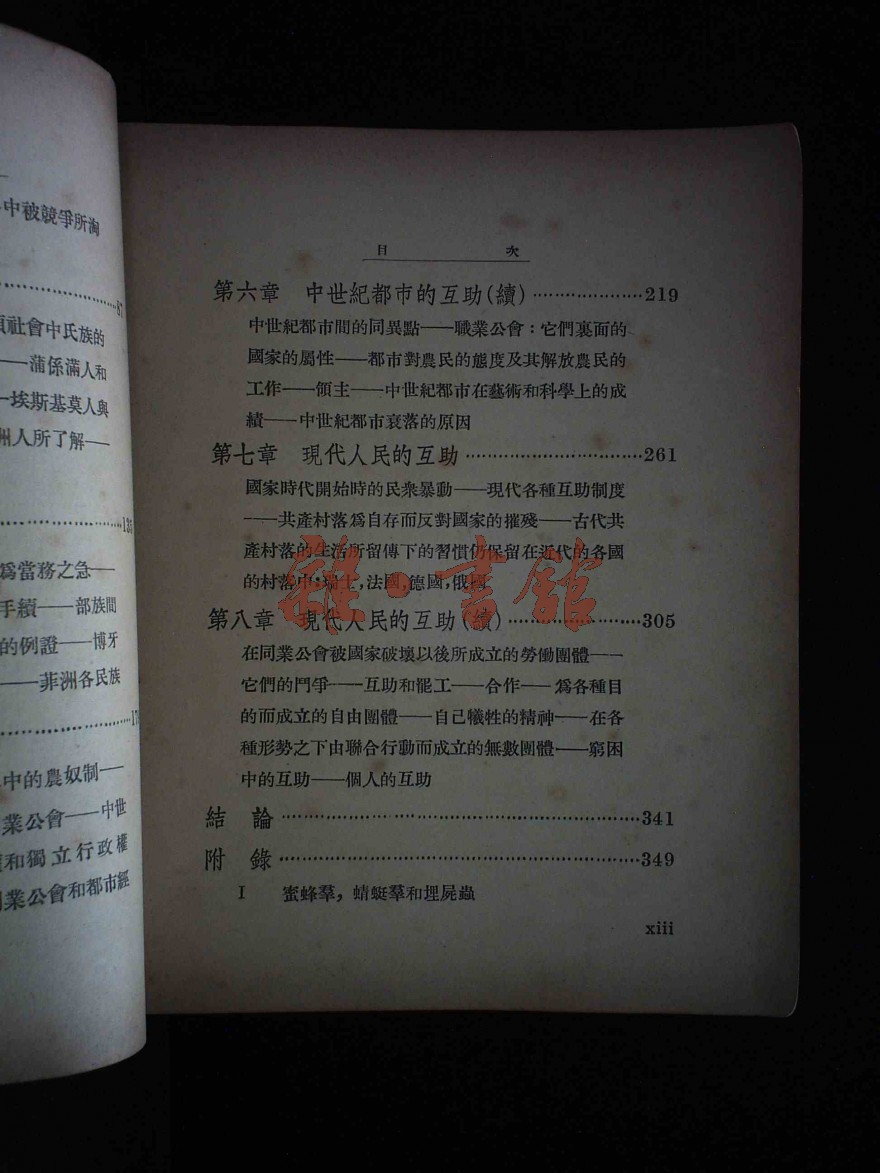 中被競爭所淘
87
社會中氏族的
——蒲係滿人和
埃斯基莫人與
洲人所了解——
135
爲當務之急—
手續——部族間
的例證——博牙
——菲洲各民族
17
中的農奴制——
業公會——中世
和獨立行政權
業公會和都市經
目 次
第六章 中世紀都市的互助(續)····················219
中世紀都市間的同異點——職業公會:它們裏面的
國家的屬性——都市對農民的態度及其解放農民的
工作——領主——中世紀都市在藝術和科學上的成
績——中世紀都市衰落的原因
第七章 現代人民的互助······························261
國家時代開始時的民衆暴動——現代各種互助制度
——共產村落爲自存而反對國家的摧殘——古代共
產村落的生活所留傳下的習慣仍保留在近代的各國
的村落中;瑞士,法國,德國,俄國
第八章 現代人民的互助(續)······················305
在同業公會被國家破壞以後所成立的勞働團體——
它們的鬥爭——互助和罷工——合作——爲各種目
的而成立的自由團體——自己犧牲的精神——在各
種形勢之下由聯合行動而成立的無數團體——窮困
中的互助——個人的互助
結 論····························································341
附 錄····························································349
I 蜜蜂羣,蜻蜓羣和埋屍蟲
xiii
雜·書館